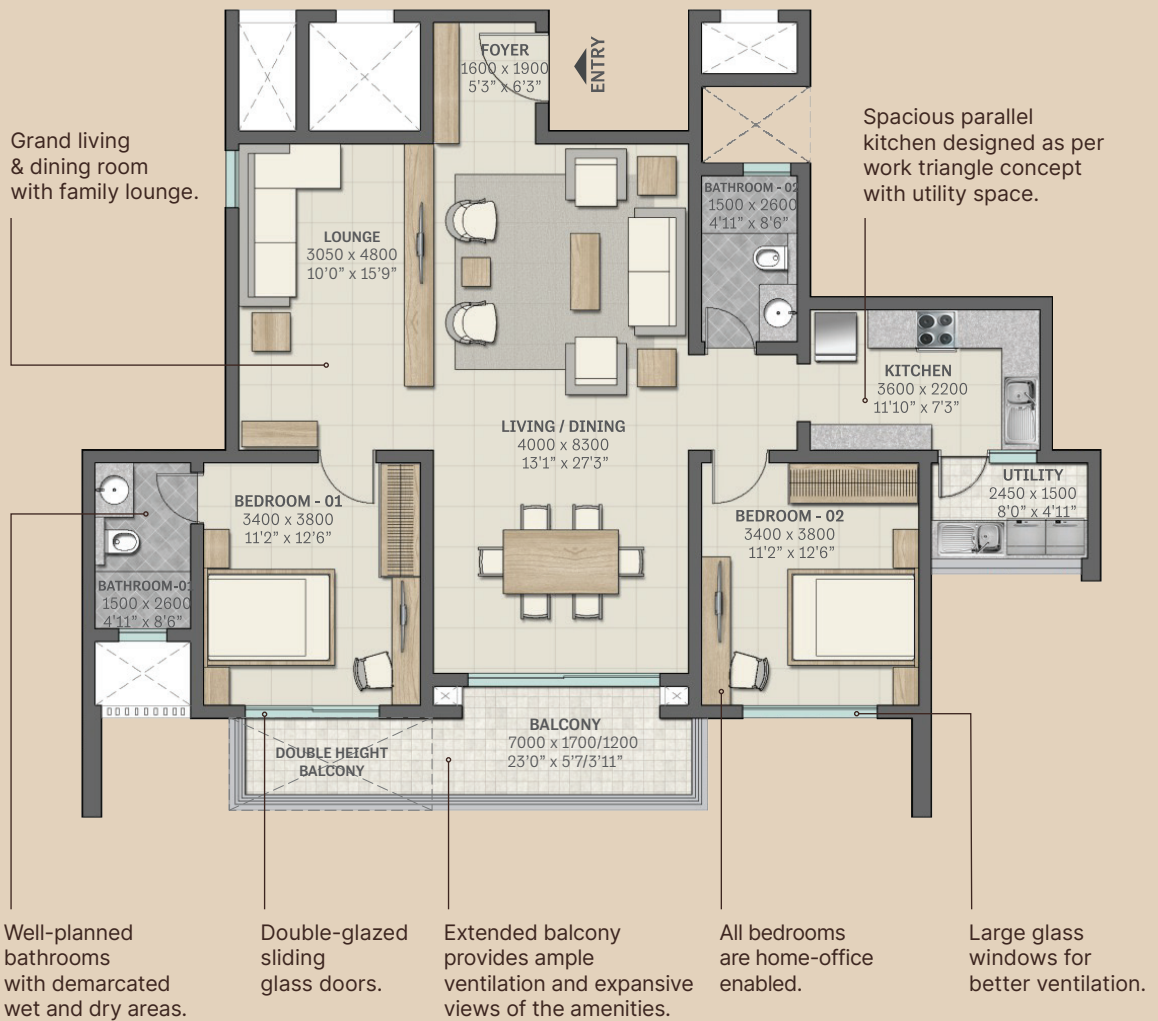 FOYER
1600 x 1900
5'3” x 6'3”
ENTRY
Grand living
& dining room
with family lounge.
Spacious parallel
kitchen designed as per
work triangle concept
with utility space.
BATHROOM - 02
1500 x 2600
4'11” x 8'6”
LOUNGE
3050 x 4800
10'0” x 15'9”
KITCHEN
3600 x 2200
11'10” x 7'3”
LIVING / DINING
4000 x 8300
13'1” x 27'3”
UTILITY
2450 x 1500
8'0” x 4'11”
BEDROOM - 01
3400 x 3800
11'2” x 12'6”
BEDROOM - 02
3400 x 3800
11'2” x 12'6”
BATHROOM-01
1500 x 2600
4'11” x 8'6”
BALCONY
7000 x 1700/1200
23'0” x 5'7/3'11”
DOUBLE HEIGHT
BALCONY
Well-planned
bathrooms
with demarcated
wet and dry areas.
Double-glazed
sliding
glass doors.
Extended balcony
provides ample
ventilation and expansive
views of the amenities.
All bedrooms
are home-office
enabled.
Large glass
windows for
better ventilation.